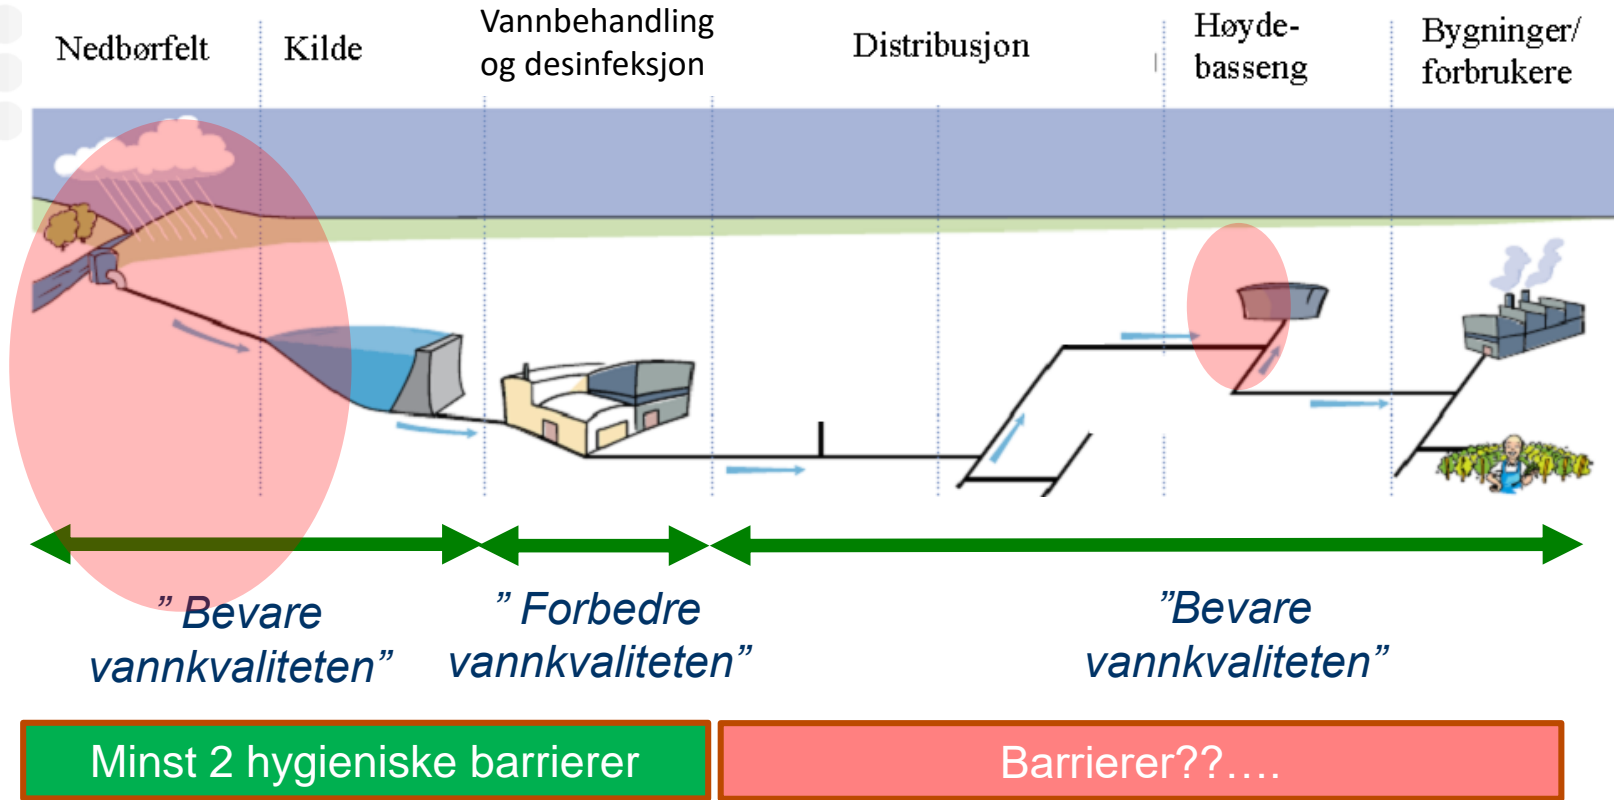 Nedbørfelt
Kilde
Vannbehandling
og desinfeksjon
Distribusjon
Høyde-
basseng
Bygninger/
forbrukere
” Bevare
vannkvaliteten”
” Forbedre
vannkvaliteten”
”Bevare
vannkvaliteten”
Minst 2 hygieniske barrierer
Barrierer??....